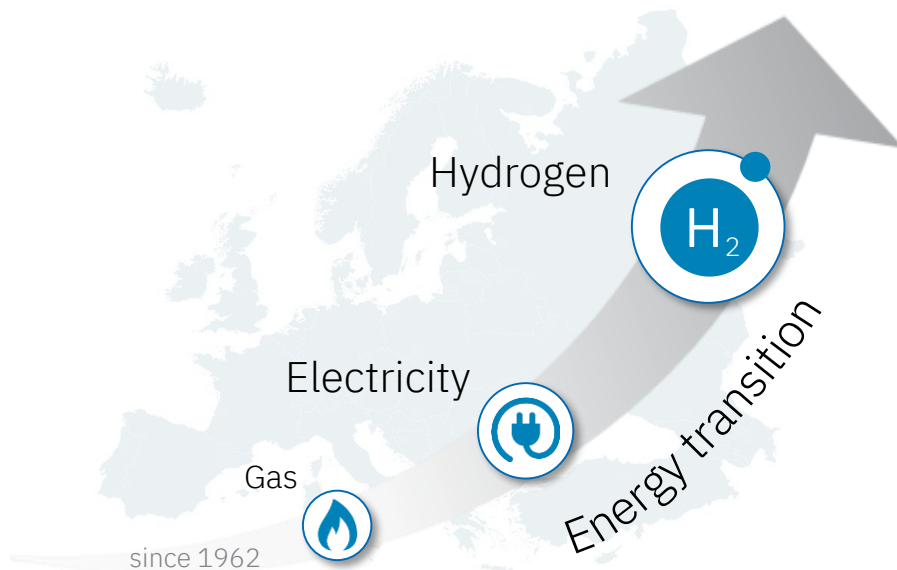 Hydrogen
H₂
Electricity
Energy transition
Gas
since 1962